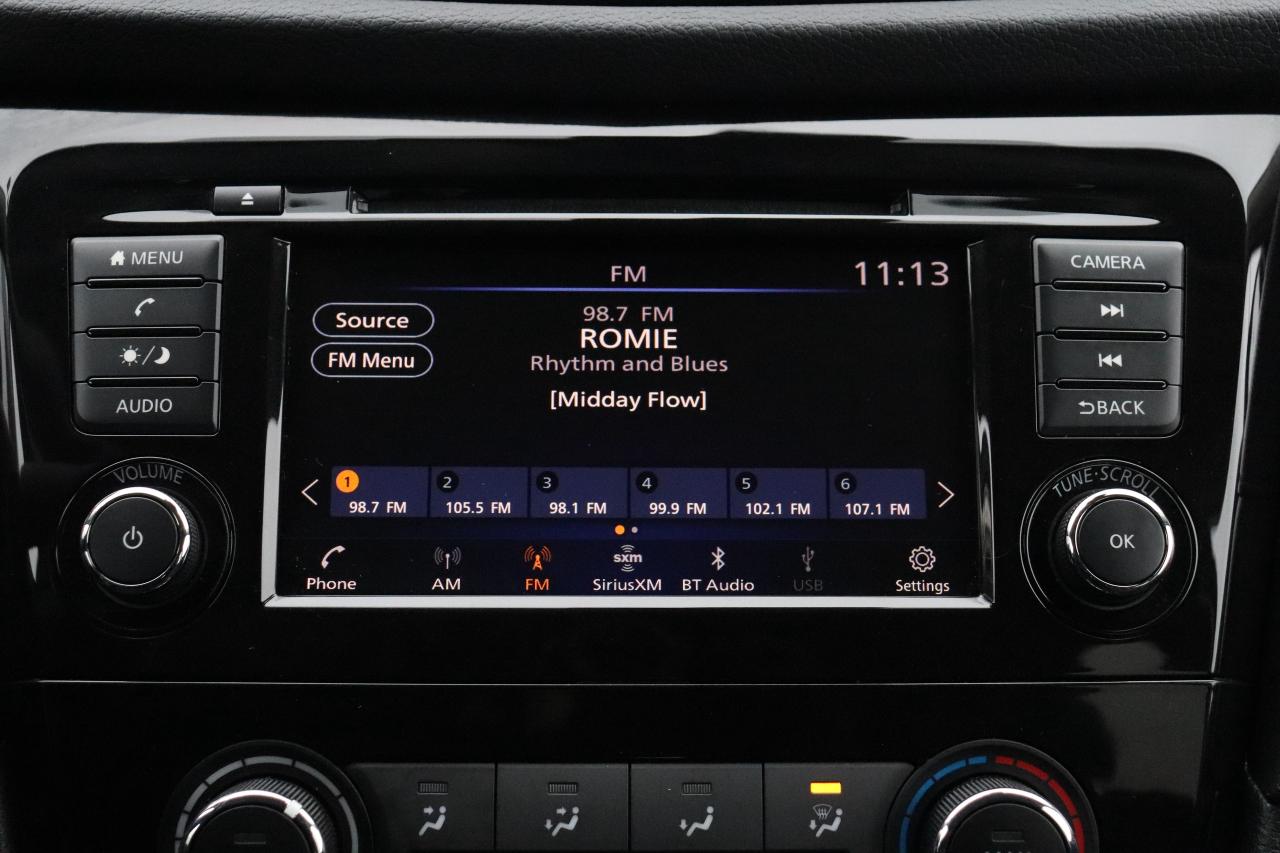 MENU
AUDIO
VOLUME
FM
11:13
Source
FM Menu
98.7 FM
ROMIE
Rhythm and Blues
[Midday Flow]
1
98.7 FM
2
105.5 FM
3
98.1 FM
4
99.9 FM
5
102.1 FM
6
107.1 FM
Phone
AM
FM
sxm
SiriusXM
BT Audio
USB
Settings
CAMERA
BACK
TUNE·SCROLL
OK